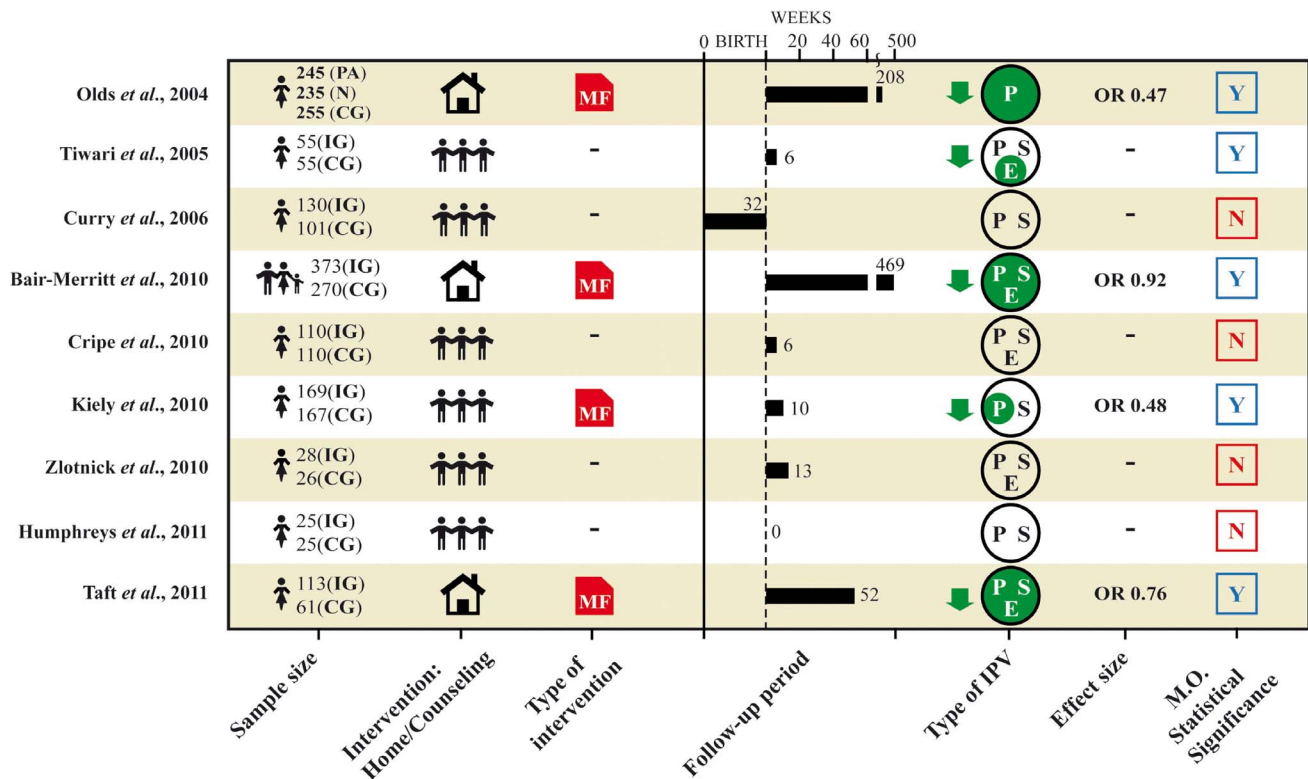 WEEKS
0 BIRTH 20 40 60 500
Olds et al., 2004
245 (PA)
235 (N)
255 (CG)
MF
208
P
OR 0.47
Y
Tiwari et al., 2005
55(IG)
55(CG)
-
6
P S
E
-
Y
Curry et al., 2006
130(IG)
101(CG)
-
32
P S
-
N
Bair-Merritt et al., 2010
373(IG)
270(CG)
MF
469
P S
E
OR 0.92
Y
Cripe et al., 2010
110(IG)
110(CG)
-
6
P S
E
-
N
Kiely et al., 2010
169(IG)
167(CG)
MF
10
P S
OR 0.48
Y
Zlotnick et al., 2010
28(IG)
26(CG)
-
13
P S
E
-
N
Humphreys et al., 2011
25(IG)
25(CG)
-
0
P S
-
N
Taft et al., 2011
113(IG)
61(CG)
MF
52
P S
E
OR 0.76
Y
Sample size
Intervention:
Home/Counseling
Type of
intervention
Follow-up period
Type of IPV
Effect size
M.O.
Statistical
Significance